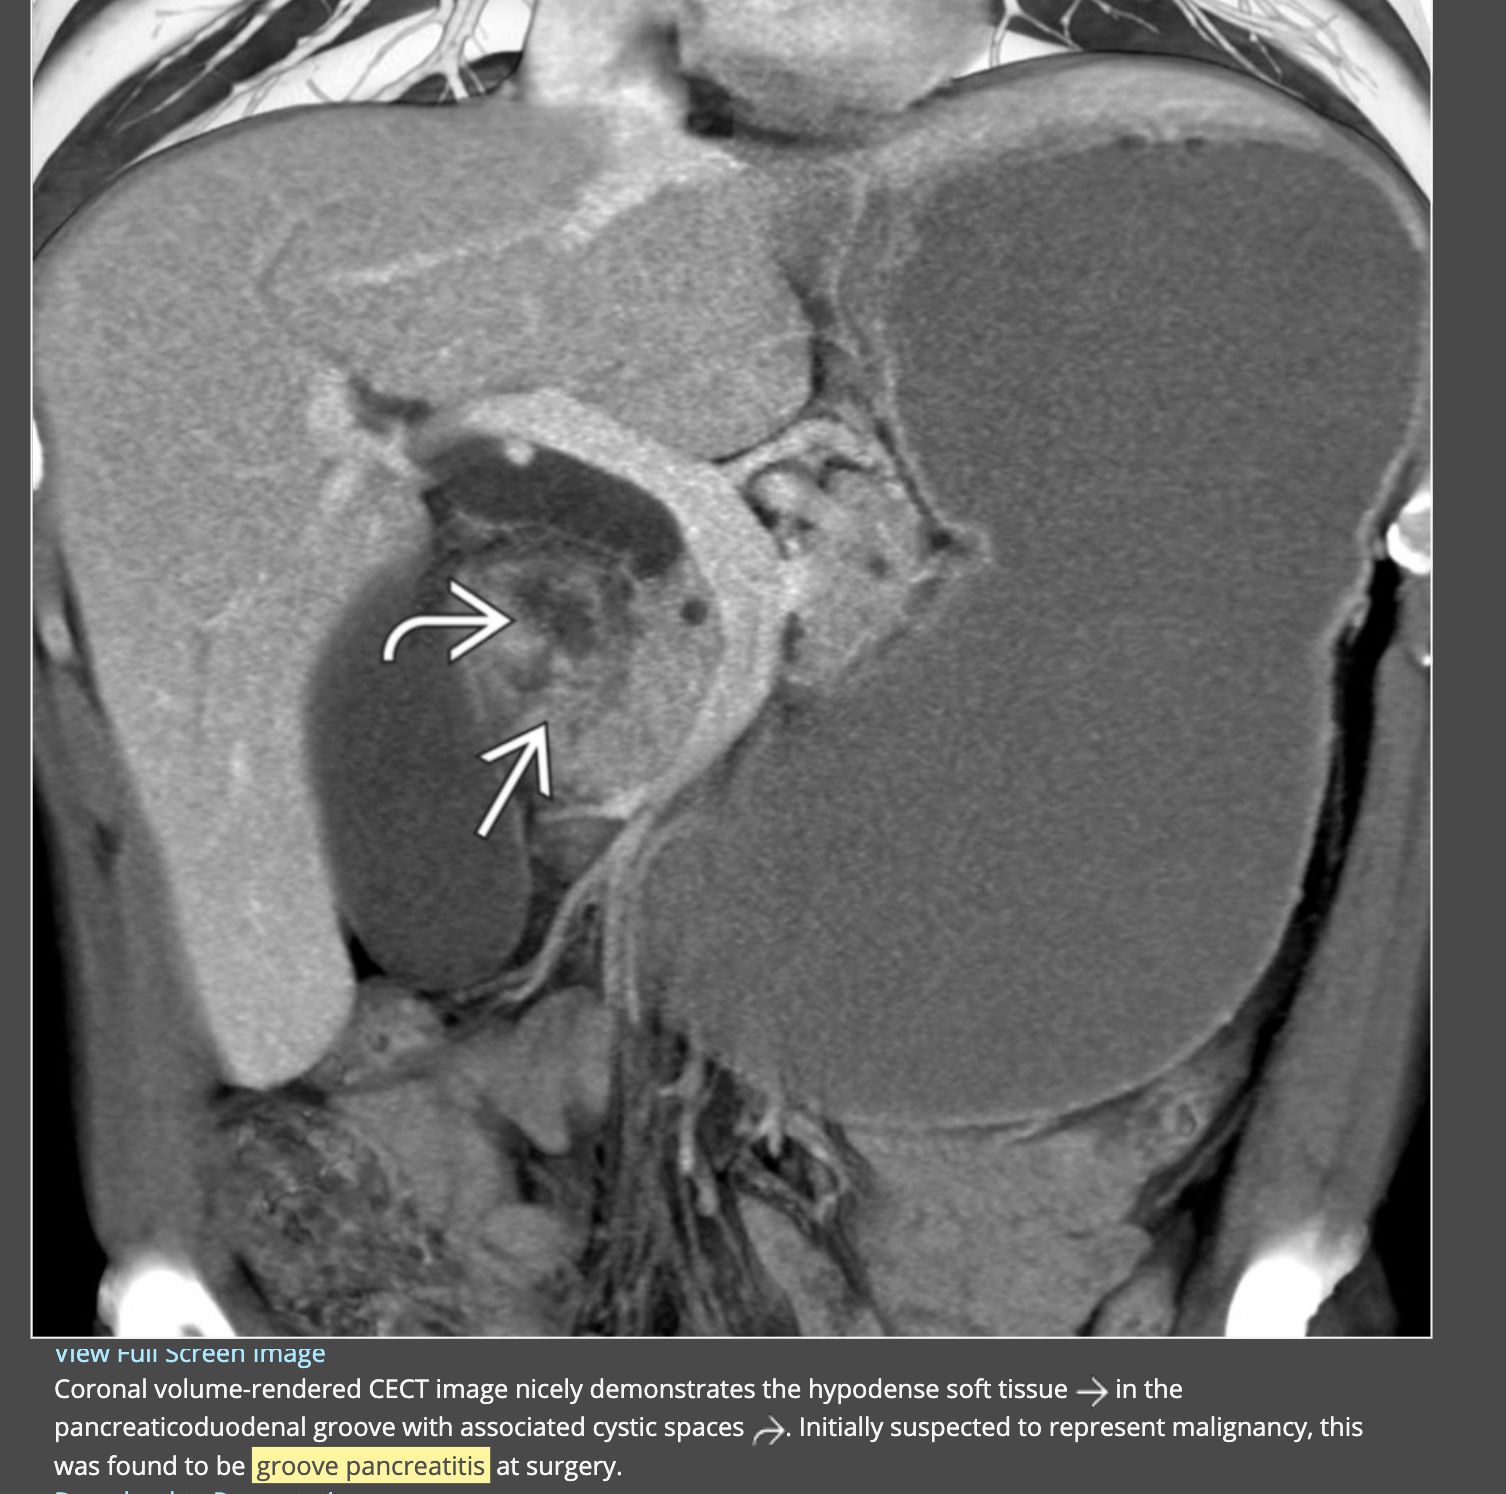 View Full Screen Image
Coronal volume-rendered CECT image nicely demonstrates the hypodense soft tissue → in the
pancreaticoduodenal groove with associated cystic spaces ↷. Initially suspected to represent malignancy, this
was found to be groove pancreatitis at surgery.